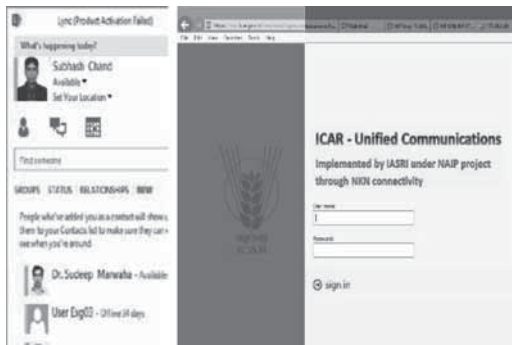 Lync (Product Activation Failed)
What's happening today?
Subhash Chand
Available
Set Your Location
Find someone
GROUPS STATUS RELATIONSHIPS NEW
People who've added you as a contact will show u
them to your Contacts list to make sure they can
see when you're around
Dr. Sudeep Marwaha - Available
User Exg03 - Offline 34 days
File Edit View Favorites Tools Help
ICAR - Unified Communications
Implemented by IASRI under NAIP project
through NKN connectivity
User name:
Password:
sign in